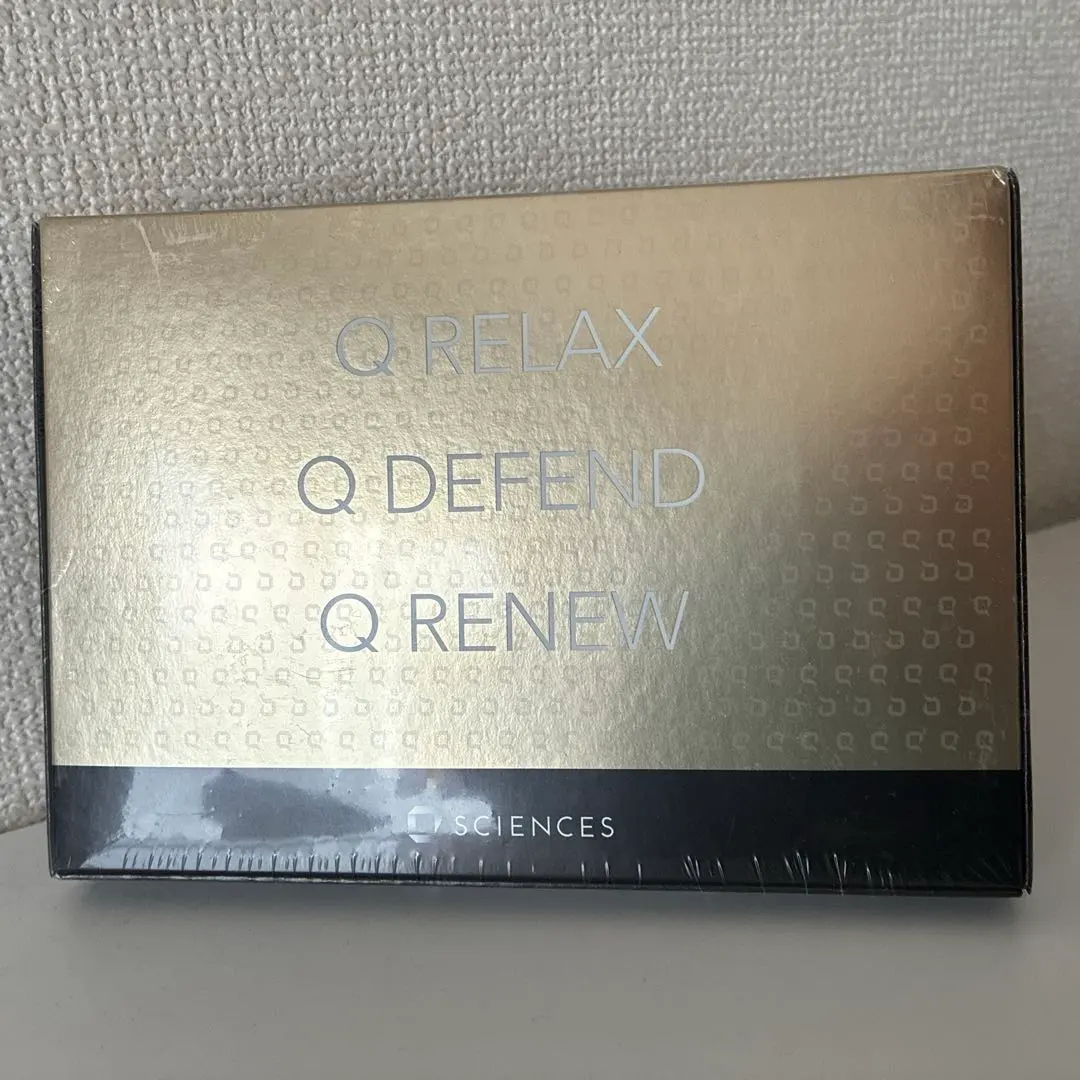 Q RELAX
Q DEFEND
Q RENEW
Q SCIENCES